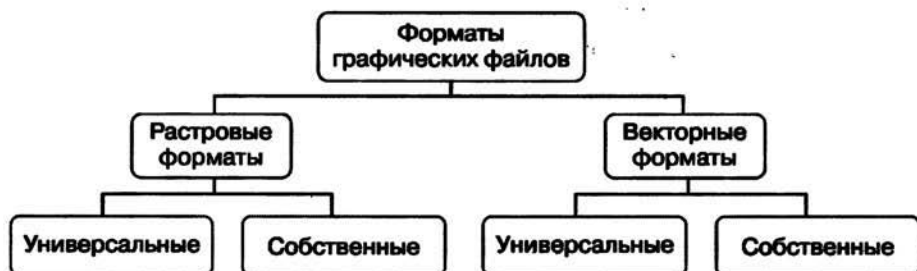 Форматы
графических файлов
Растровые
форматы
Векторные
форматы
Универсальные
Собственные
Универсальные
Собственные